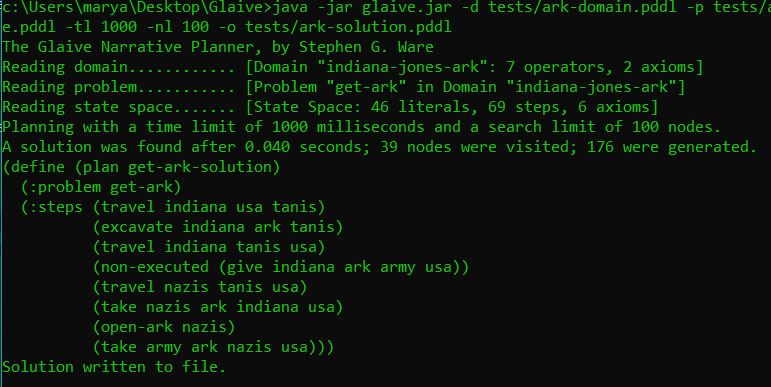 c:\Users\marya\Desktop\Glaive>java -jar glaive.jar -d tests/ark-domain.pddl -p tests/a
e.pddl -tl 1000 -nl 100 -o tests/ark-solution.pddl
The Glaive Narrative Planner, by Stephen G. Ware
Reading domain............ [Domain "indiana-jones-ark": 7 operators, 2 axioms]
Reading problem........... [Problem "get-ark" in Domain "indiana-jones-ark"]
Reading state space....... [State Space: 46 literals, 69 steps, 6 axioms]
Planning with a time limit of 1000 milliseconds and a search limit of 100 nodes.
A solution was found after 0.040 seconds; 39 nodes were visited; 176 were generated.
(define (plan get-ark-solution)
  (:problem get-ark)
  (:steps (travel indiana usa tanis)
          (excavate indiana ark tanis)
          (travel indiana tanis usa)
          (non-executed (give indiana ark army usa))
          (travel nazis tanis usa)
          (take nazis ark indiana usa)
          (open-ark nazis)
          (take army ark nazis usa)))
Solution written to file.